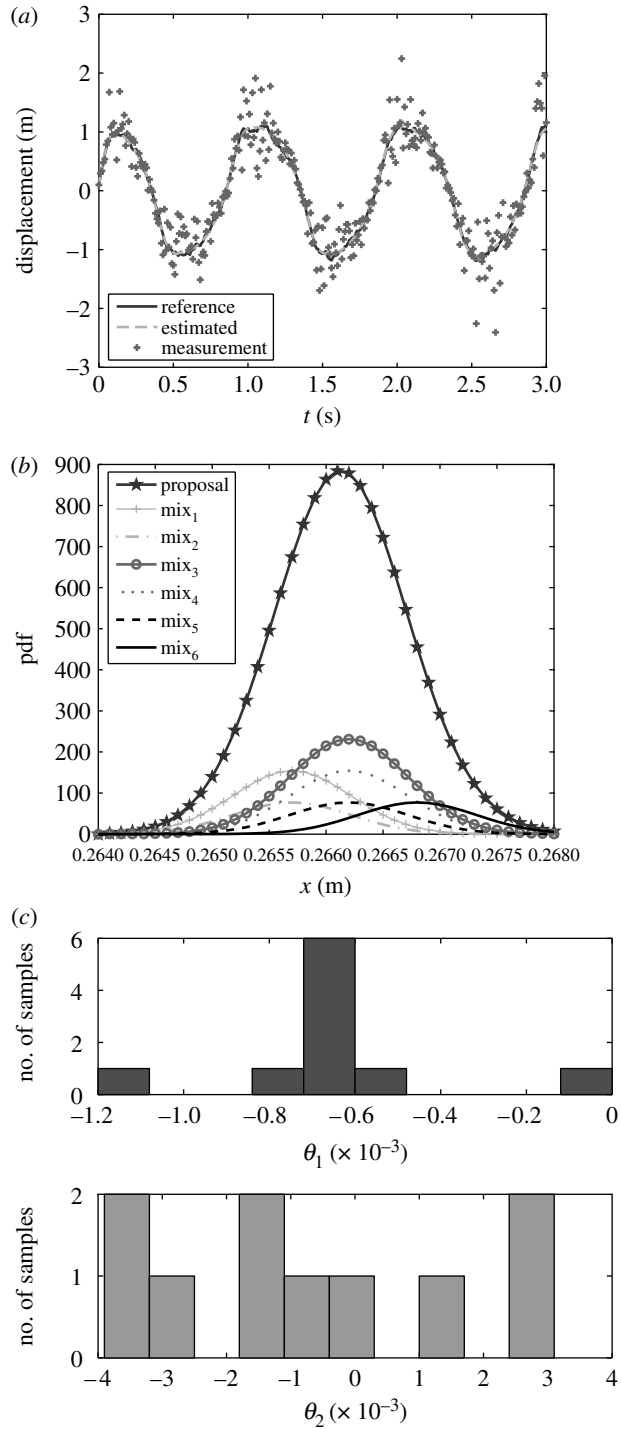 (a)
3
2
1
0
−1
−2
−3
displacement (m)
reference
estimated
measurement
0 0.5 1.0 1.5 2.0 2.5 3.0
t (s)
(b)
900
800
700
600
500
400
300
200
100
0
pdf
proposal
mix1
mix2
mix3
mix4
mix5
mix6
0.2640 0.2645 0.2650 0.2655 0.2660 0.2665 0.2670 0.2675 0.2680
x (m)
(c)
6
4
2
0
no. of samples
−1.2 −1.0 −0.8 −0.6 −0.4 −0.2 0
θ1 (× 10−3)
2
1
0
no. of samples
−4 −3 −2 −1 0 1 2 3 4
θ2 (× 10−3)